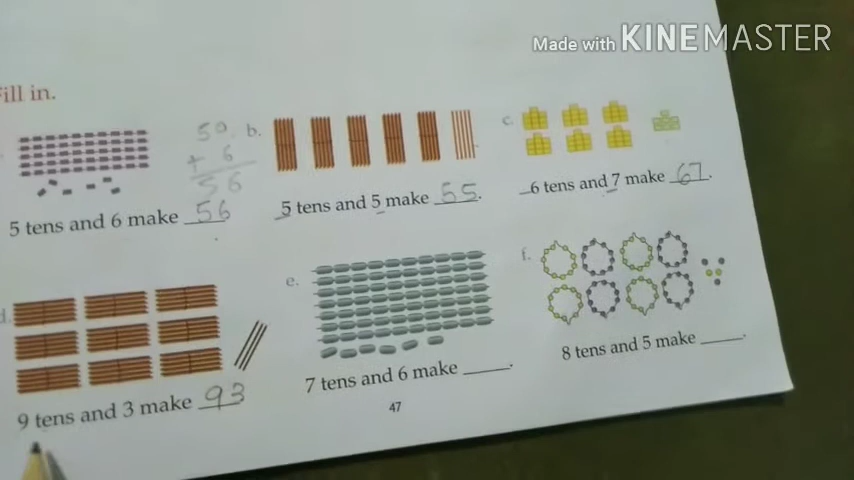 Made with KINEMASTER
ill in.
50
+ 6
56
5 tens and 6 make 56
b.
5 tens and 5 make 55.
c.
6 tens and 7 make 67.
d.
9 tens and 3 make 93
e.
7 tens and 6 make ______.
f.
8 tens and 5 make ______.
47